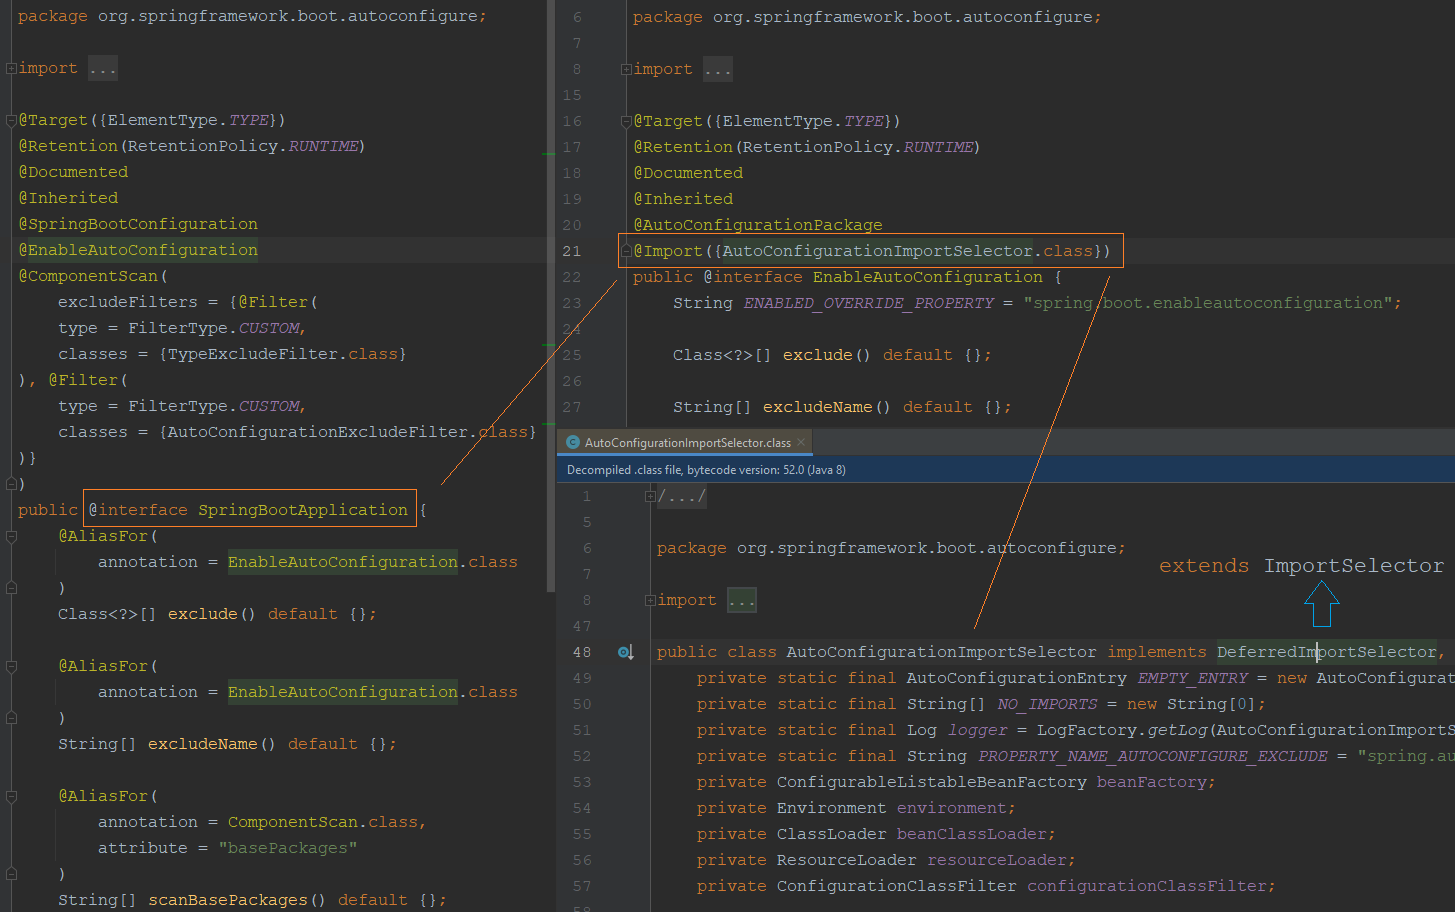 package org.springframework.boot.autoconfigure;
import ...
@Target({ElementType.TYPE})
@Retention(RetentionPolicy.RUNTIME)
@Documented
@Inherited
@SpringBootConfiguration
@EnableAutoConfiguration
@ComponentScan(
excludeFilters = {@Filter(
type = FilterType.CUSTOM,
classes = {TypeExcludeFilter.class}
), @Filter(
type = FilterType.CUSTOM,
classes = {AutoConfigurationExcludeFilter.class}
)}
)
public @interface SpringBootApplication {
@AliasFor(
annotation = EnableAutoConfiguration.class
)
Class<?>[] exclude() default {};
@AliasFor(
annotation = EnableAutoConfiguration.class
)
String[] excludeName() default {};
@AliasFor(
annotation = ComponentScan.class,
attribute = "basePackages"
)
String[] scanBasePackages() default {};
6 package org.springframework.boot.autoconfigure;
7
8 import ...
15
16 @Target({ElementType.TYPE})
17 @Retention(RetentionPolicy.RUNTIME)
18 @Documented
19 @Inherited
20 @AutoConfigurationPackage
21 @Import({AutoConfigurationImportSelector.class})
22 public @interface EnableAutoConfiguration {
23 String ENABLED_OVERRIDE_PROPERTY = "spring.boot.enableautoconfiguration";
24
25 Class<?>[] exclude() default {};
26
27 String[] excludeName() default {};
AutoConfigurationImportSelector.class
Decompiled .class file, bytecode version: 52.0 (Java 8)
1 /.../
5
6 package org.springframework.boot.autoconfigure;
7
extends ImportSelector
8 import ...
47
48 public class AutoConfigurationImportSelector implements DeferredImportSelector,
49 private static final AutoConfigurationEntry EMPTY_ENTRY = new AutoConfigurat
50 private static final String[] NO_IMPORTS = new String[0];
51 private static final Log logger = LogFactory.getLog(AutoConfigurationImportS
52 private static final String PROPERTY_NAME_AUTOCONFIGURE_EXCLUDE = "spring.au
53 private ConfigurableListableBeanFactory beanFactory;
54 private Environment environment;
55 private ClassLoader beanClassLoader;
56 private ResourceLoader resourceLoader;
57 private ConfigurationClassFilter configurationClassFilter;
58